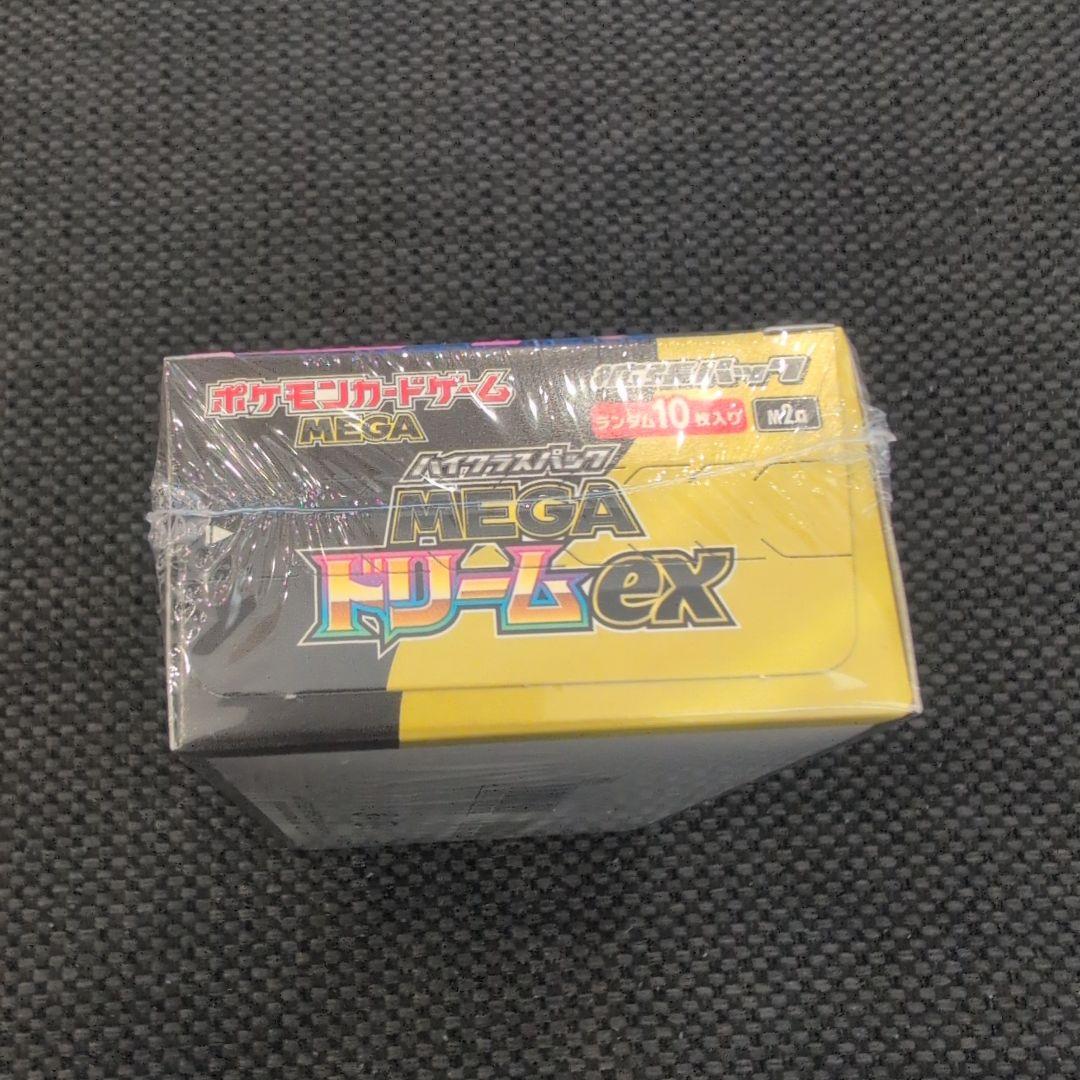 ポケモンカードゲーム
MEGA
拡張パック
ランダム10枚入り
M2a
ハイクラスパック
MEGA
ドリームex